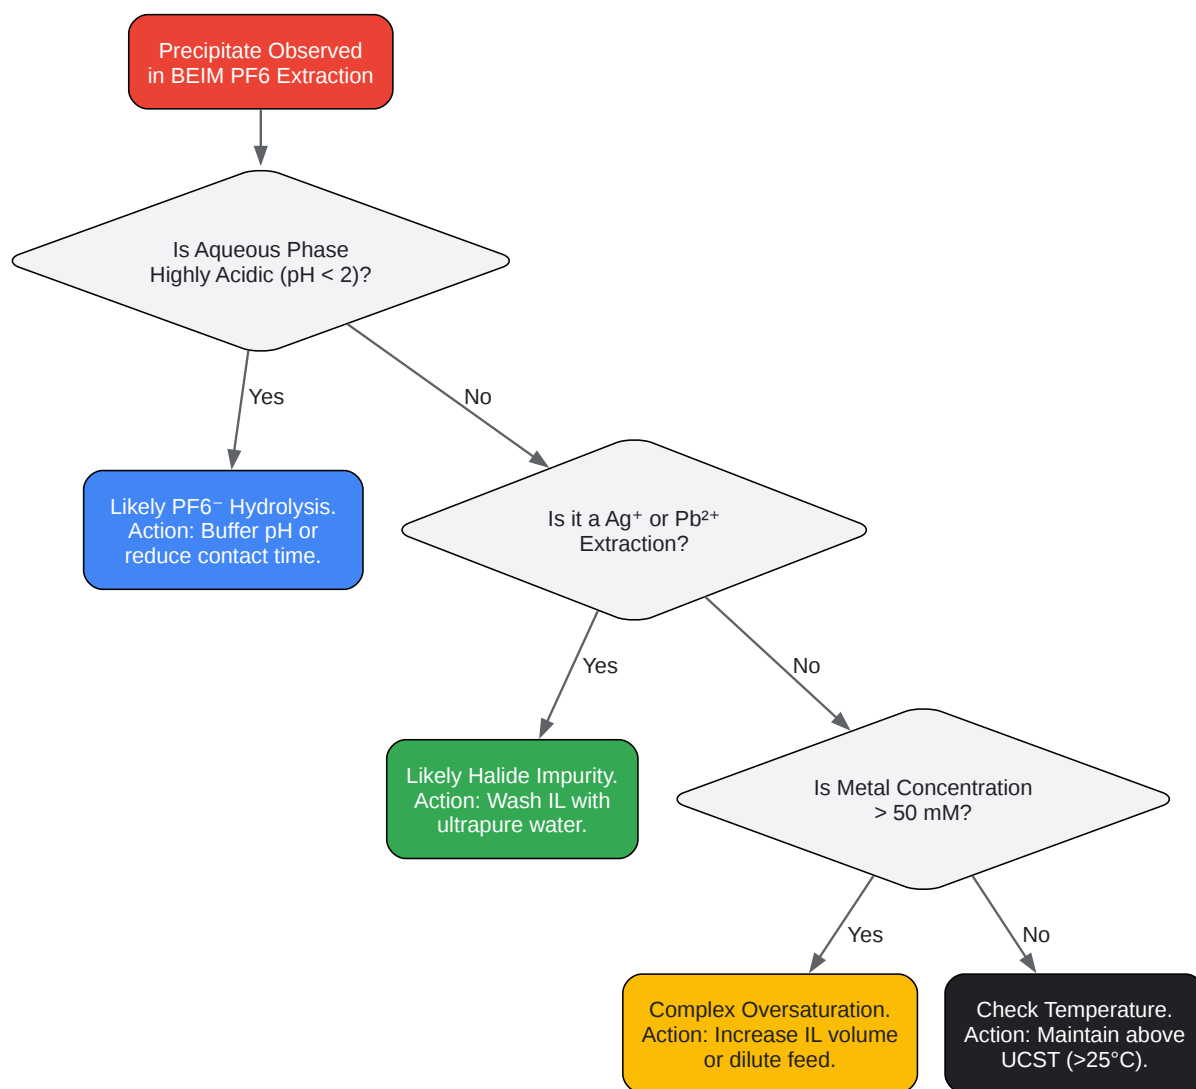 Precipitate Observed
in BEIM PF6 Extraction
Is Aqueous Phase
Highly Acidic (pH < 2)?
Yes
No
Likely PF6⁻ Hydrolysis.
Action: Buffer pH or
reduce contact time.
Is it a Ag⁺ or Pb²⁺
Extraction?
Yes
No
Likely Halide Impurity.
Action: Wash IL with
ultrapure water.
Is Metal Concentration
> 50 mM?
Yes
No
Complex Oversaturation.
Action: Increase IL volume
or dilute feed.
Check Temperature.
Action: Maintain above
UCST (>25°C).